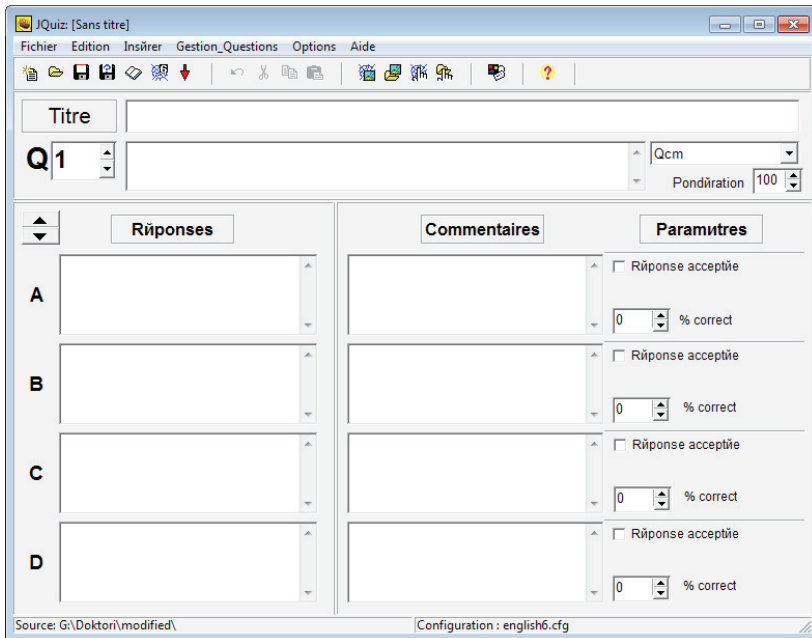 JQuiz: [Sans titre]
Fichier Edition Insйrer Gestion_Questions Options Aide
Titre
Q 1 Qcm
Pondйration 100
Rйponses Commentaires Paramиtres
A Rйponse acceptйe
0 % correct
B Rйponse acceptйe
0 % correct
C Rйponse acceptйe
0 % correct
D Rйponse acceptйe
0 % correct
Source: G:\Doktori\modified\ Configuration : english6.cfg